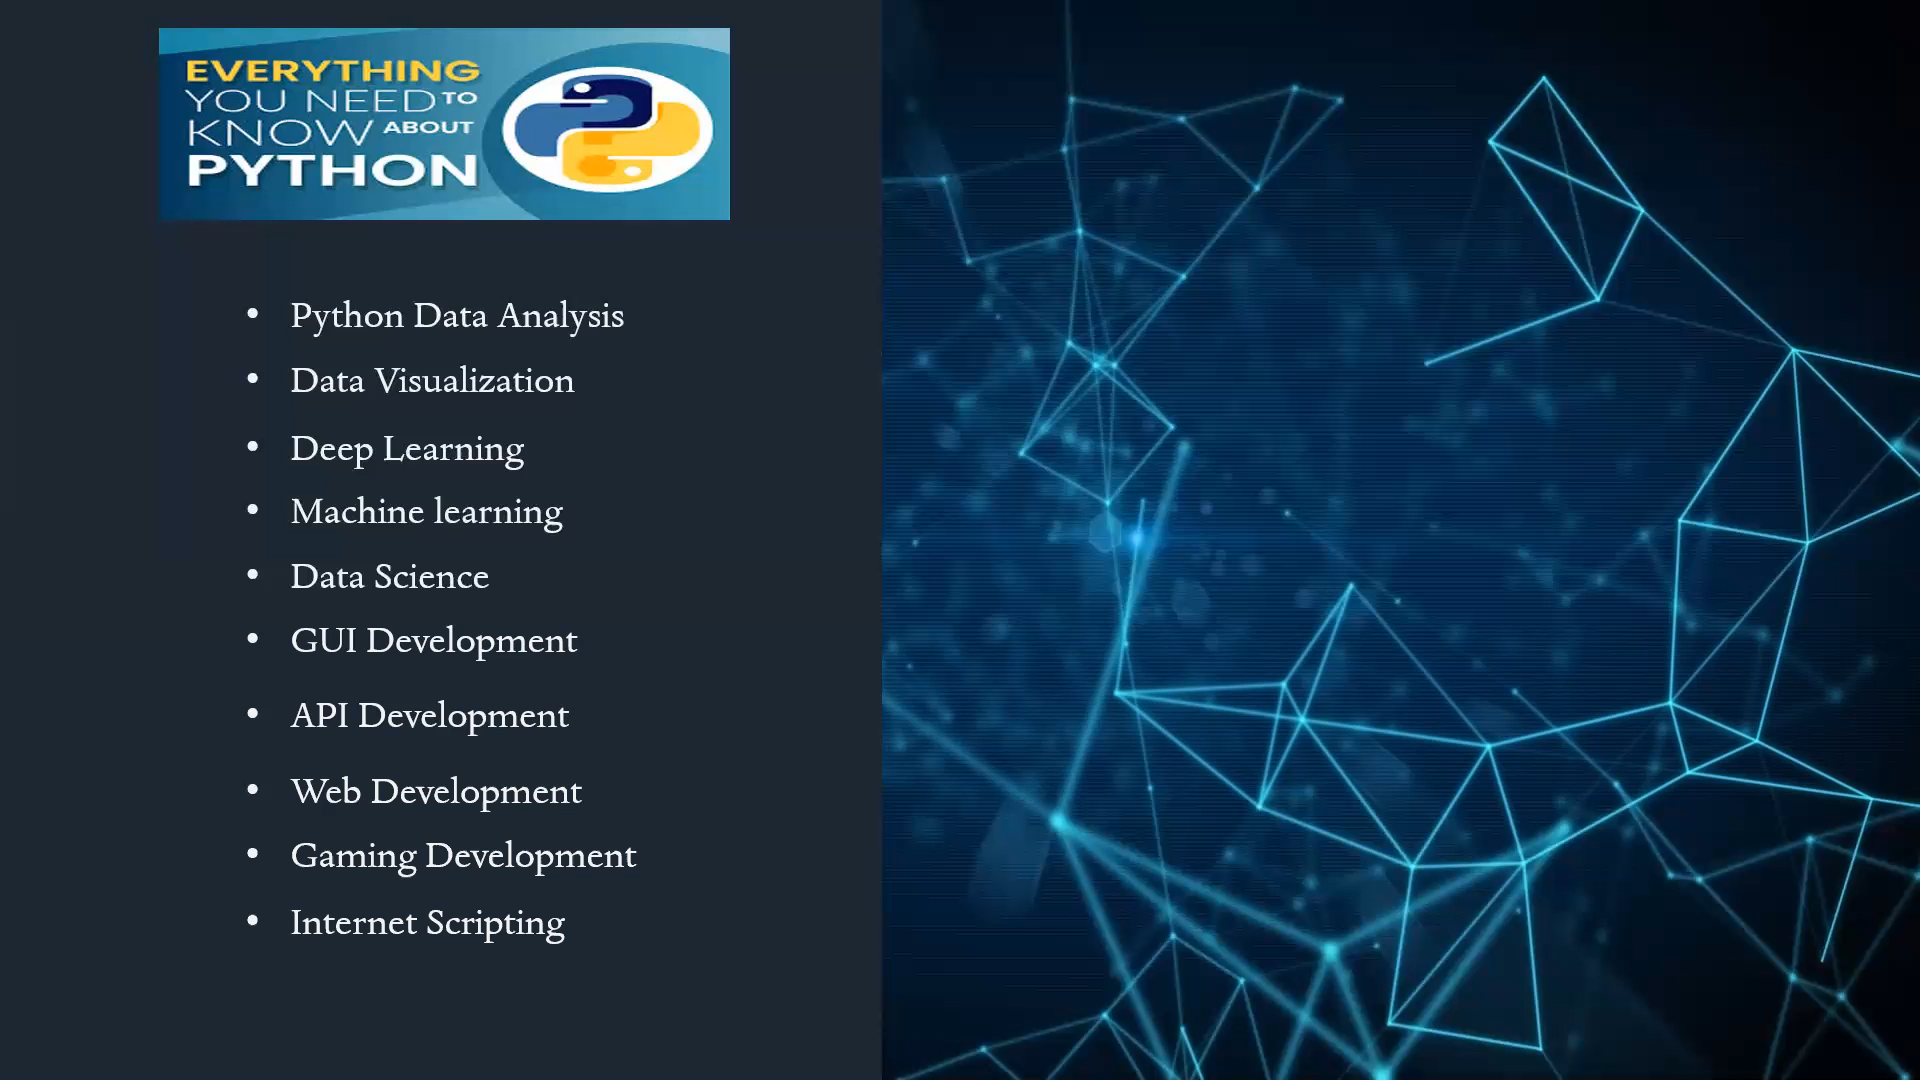 EVERYTHING
YOU NEED TO
KNOW ABOUT
PYTHON
• Python Data Analysis
• Data Visualization
• Deep Learning
• Machine learning
• Data Science
• GUI Development
• API Development
• Web Development
• Gaming Development
• Internet Scripting